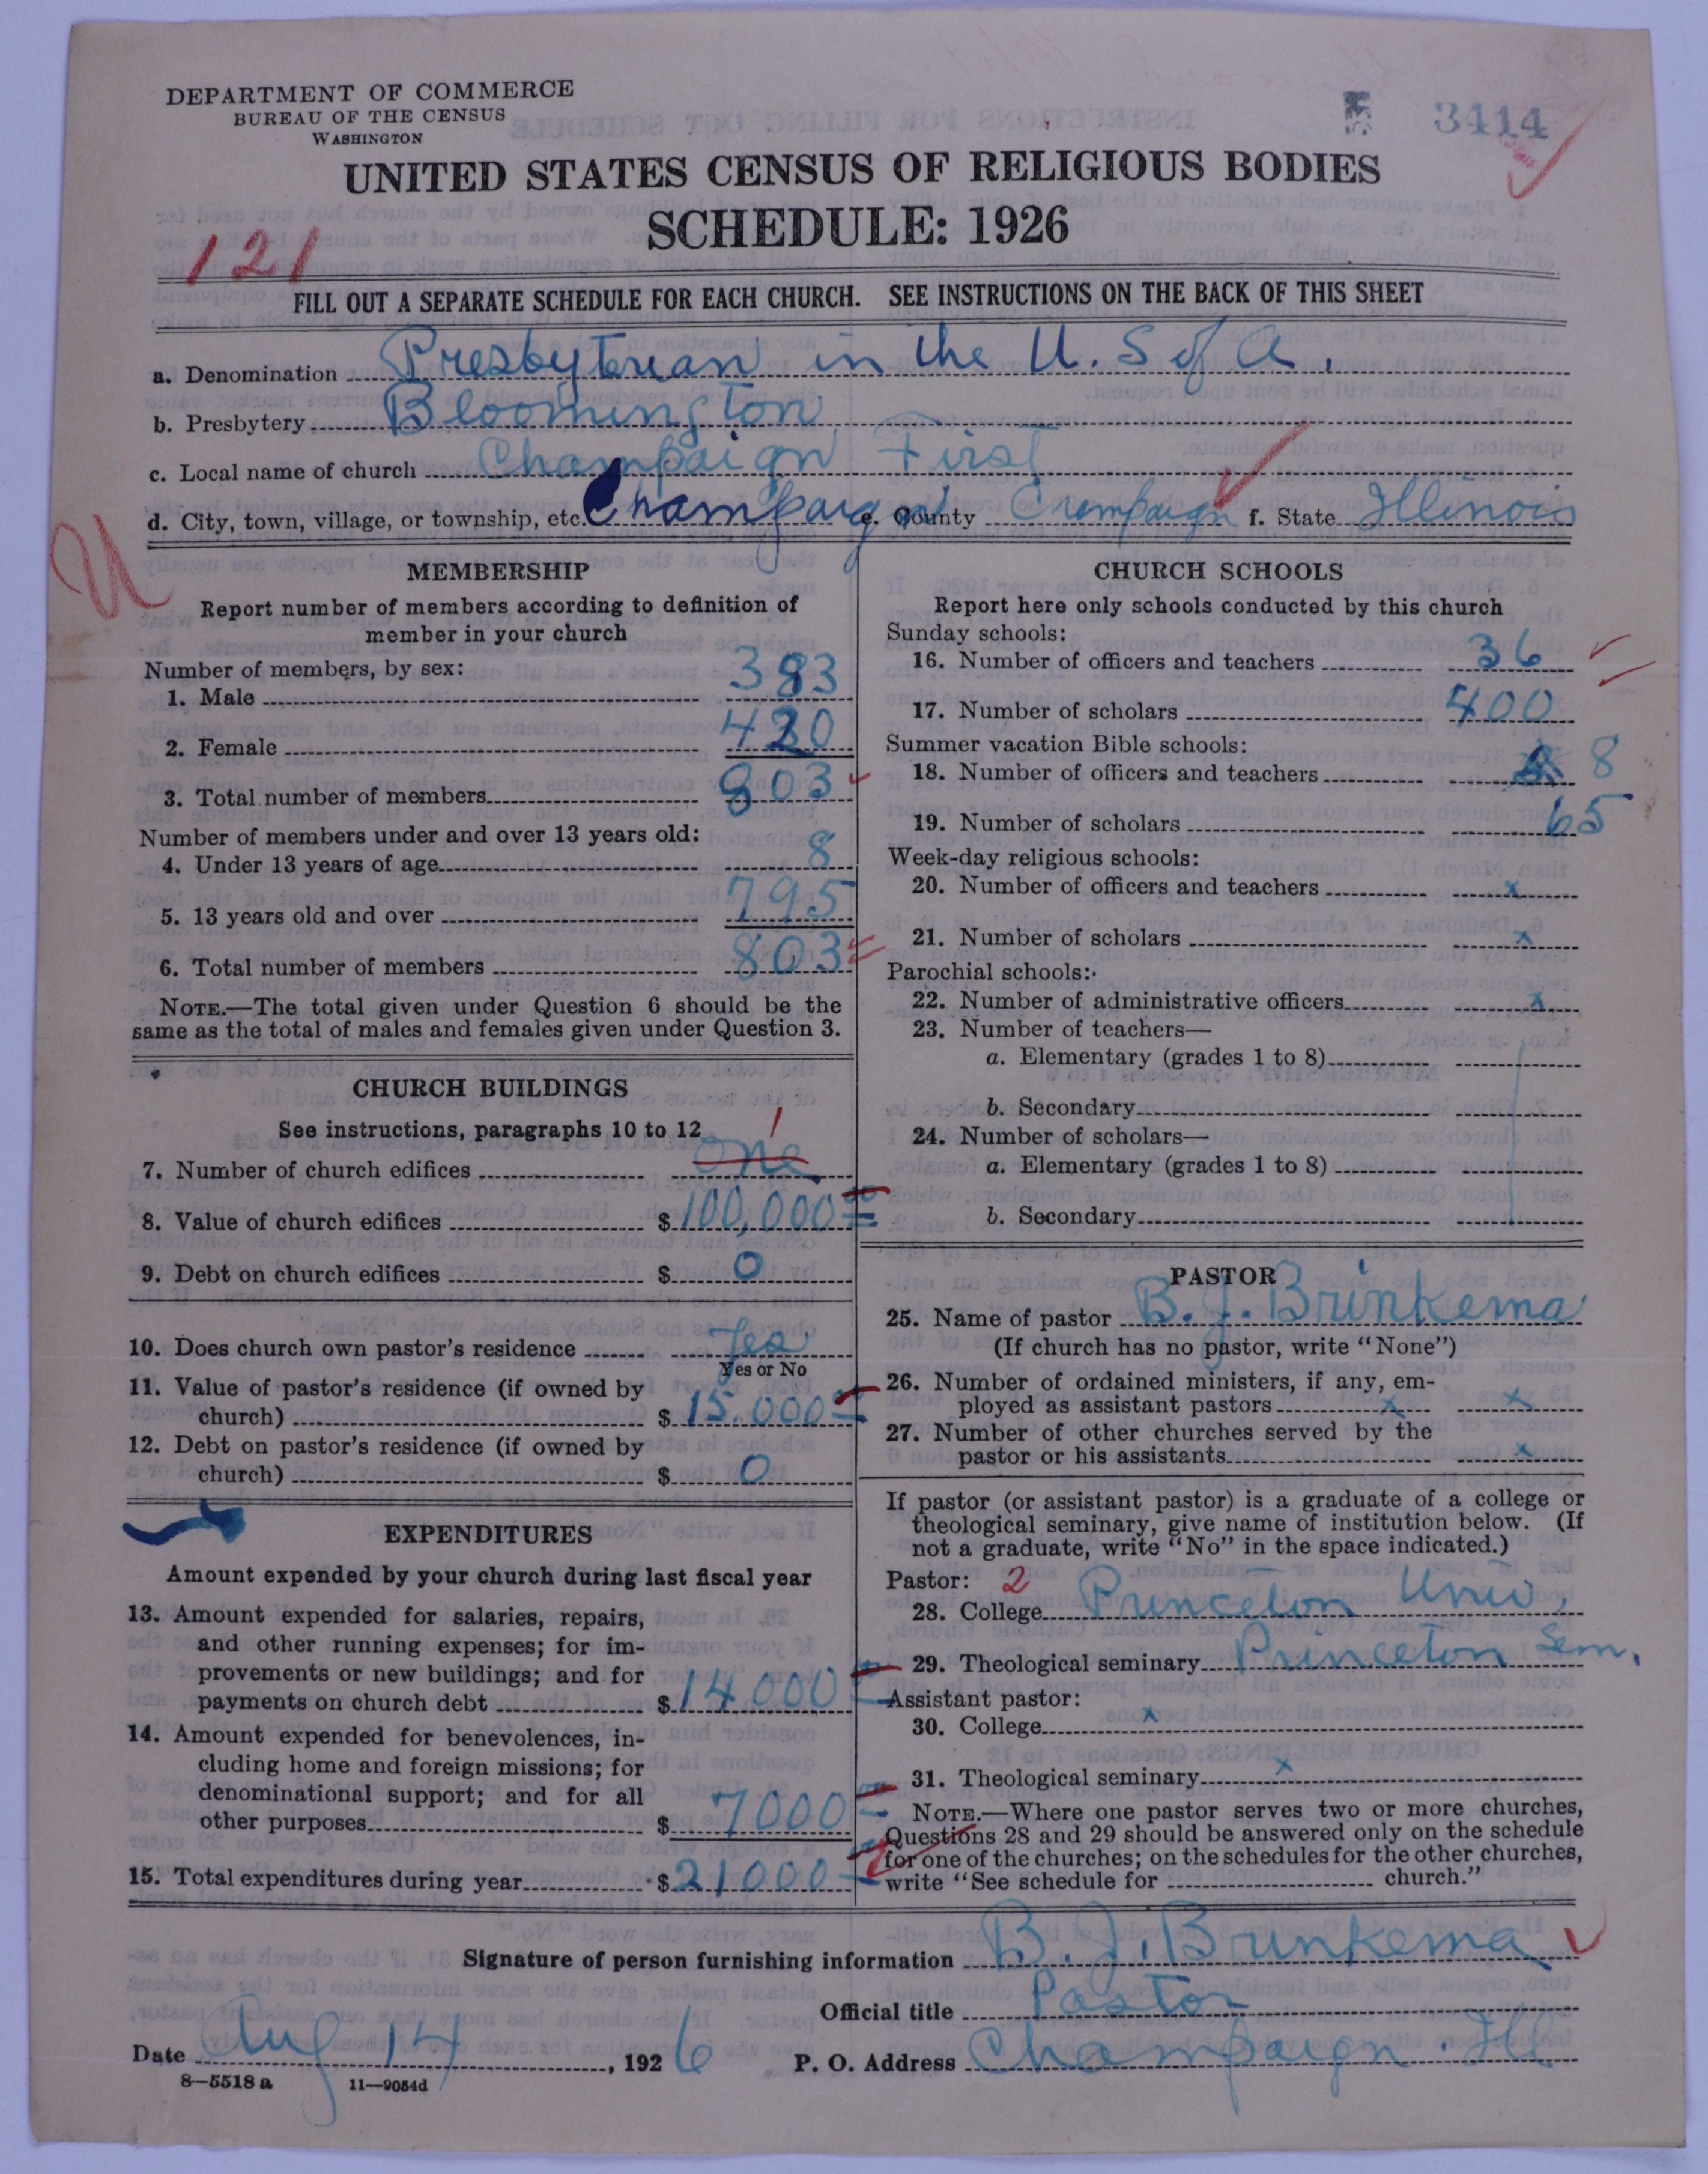 DEPARTMENT OF COMMERCE
BUREAU OF THE CENSUS
WASHINGTON
3414
UNITED STATES CENSUS OF RELIGIOUS BODIES
SCHEDULE: 1926
121
FILL OUT A SEPARATE SCHEDULE FOR EACH CHURCH. SEE INSTRUCTIONS ON THE BACK OF THIS SHEET
a. Denomination Presbyterian in the U. S of A.
b. Presbytery Bloomington
c. Local name of church Champaign First
d. City, town, village, or township, etc. Champaign e. County Champaign f. State Illinois
U
MEMBERSHIP
Report number of members according to definition of
member in your church
Number of members, by sex:
1. Male 383
2. Female 420
3. Total number of members 803
Number of members under and over 13 years old:
4. Under 13 years of age 8
5. 13 years old and over 795
6. Total number of members 803
NOTE.—The total given under Question 6 should be the
same as the total of males and females given under Question 3.
CHURCH BUILDINGS
See instructions, paragraphs 10 to 12
1
7. Number of church edifices One
8. Value of church edifices $ 100,000
9. Debt on church edifices $ 0
10. Does church own pastor's residence Yes
Yes or No
11. Value of pastor's residence (if owned by
church) $ 15,000
12. Debt on pastor's residence (if owned by
church) $ 0
EXPENDITURES
Amount expended by your church during last fiscal year
13. Amount expended for salaries, repairs,
and other running expenses; for im-
provements or new buildings; and for
payments on church debt $ 14000
14. Amount expended for benevolences, in-
cluding home and foreign missions; for
denominational support; and for all
other purposes $ 7000
15. Total expenditures during year $ 21000
CHURCH SCHOOLS
Report here only schools conducted by this church
Sunday schools:
16. Number of officers and teachers 36
17. Number of scholars 400
Summer vacation Bible schools:
18. Number of officers and teachers 8
19. Number of scholars 65
Week-day religious schools:
20. Number of officers and teachers x
21. Number of scholars x
Parochial schools:
22. Number of administrative officers x
23. Number of teachers—
a. Elementary (grades 1 to 8)
b. Secondary
24. Number of scholars—
a. Elementary (grades 1 to 8)
b. Secondary
PASTOR
25. Name of pastor B. J. Brinkema
(If church has no pastor, write "None")
26. Number of ordained ministers, if any, em-
ployed as assistant pastors x x
27. Number of other churches served by the
pastor or his assistants x
If pastor (or assistant pastor) is a graduate of a college or
theological seminary, give name of institution below. (If
not a graduate, write "No" in the space indicated.)
Pastor: 2
28. College Princeton Univ.
29. Theological seminary Princeton Sem.
Assistant pastor:
30. College x
31. Theological seminary x
NOTE.—Where one pastor serves two or more churches,
Questions 28 and 29 should be answered only on the schedule
for one of the churches; on the schedules for the other churches,
write "See schedule for church."
Signature of person furnishing information B. J. Brinkema
Official title Pastor
Date Aug 14, 1926 P. O. Address Champaign. Ill
8—5518 a 11—9054d